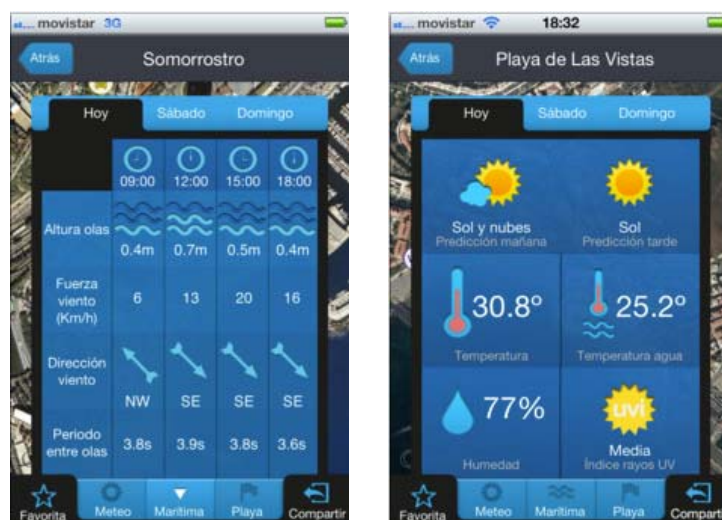 movistar 3G
Atrás
Somorrostro
Hoy Sábado Domingo
09:00 12:00 15:00 18:00
Altura olas
0.4m 0.7m 0.5m 0.4m
Fuerza
viento
(Km/h)
6 13 20 16
Dirección
viento
NW SE SE SE
Periodo
entre olas
3.8s 3.9s 3.8s 3.6s
Favorita Meteo Marítima Playa Compartir
movistar 18:32
Atrás
Playa de Las Vistas
Hoy Sábado Domingo
Sol y nubes
Predicción mañana
Sol
Predicción tarde
30.8º
Temperatura
25.2º
Temperatura agua
77%
Humedad
uvi
Media
Índice rayos UV
Favorita Meteo Marítima Playa Compartir